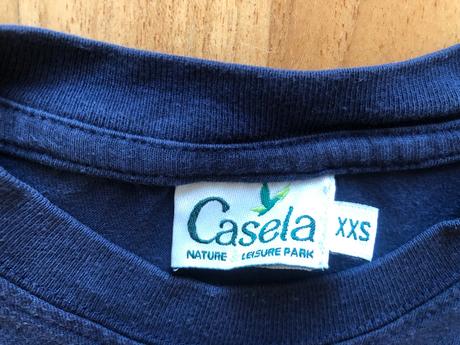 Casela
NATURE LEISURE PARK
XXS